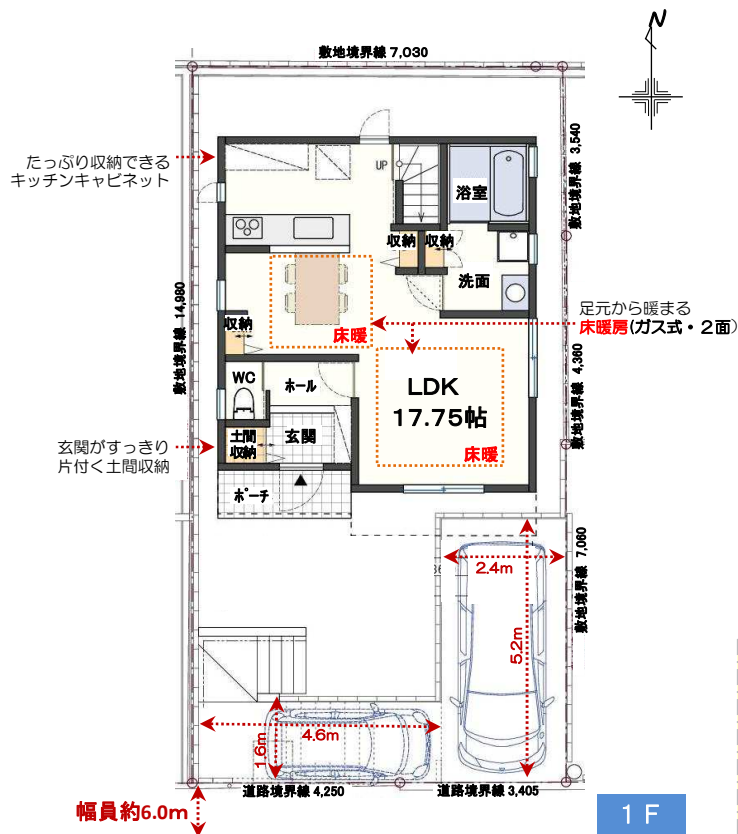 N
敷地境界線 7,030
敷地境界線 3,540
たっぷり収納できる
キッチンキャビネット
UP
浴室
収納
収納
洗面
敷地境界線 14,980
足元から暖まる
床暖房(ガス式・2面)
床暖
収納
敷地境界線 4,360
WC
ホール
LDK
17.75帖
床暖
玄関がすっきり
片付く土間収納
土間
収納
玄関
ポーチ
敷地境界線 7,060
2.4m
5.2m
4.6m
1.6m
道路境界線 4,250
道路境界線 3,405
幅員約6.0m
1F